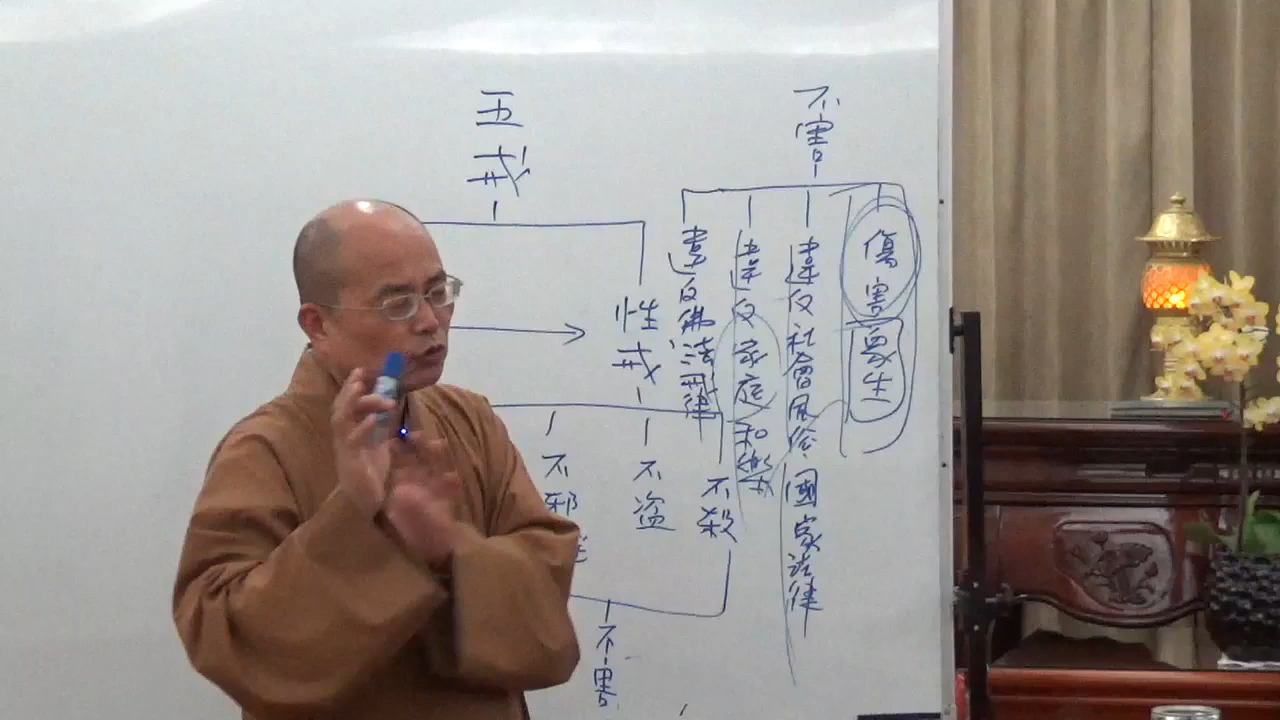 不害
傷害眾生
違反社會風俗、國家法律
違反家庭和樂
違反佛法戒律
五戒
性戒
不殺
不盜
不邪
不害